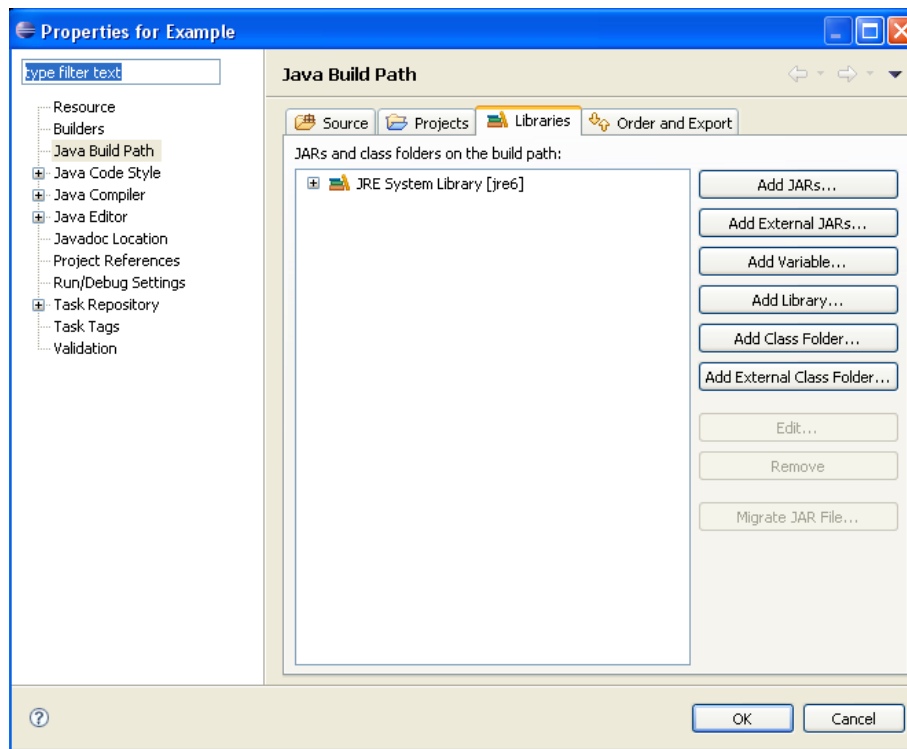 Properties for Example
type filter text
Resource
Builders
Java Build Path
Java Code Style
Java Compiler
Java Editor
Javadoc Location
Project References
Run/Debug Settings
Task Repository
Task Tags
Validation
Java Build Path
Source Projects Libraries Order and Export
JARs and class folders on the build path:
JRE System Library [jre6]
Add JARs...
Add External JARs...
Add Variable...
Add Library...
Add Class Folder...
Add External Class Folder...
Edit...
Remove
Migrate JAR File...
?
OK Cancel